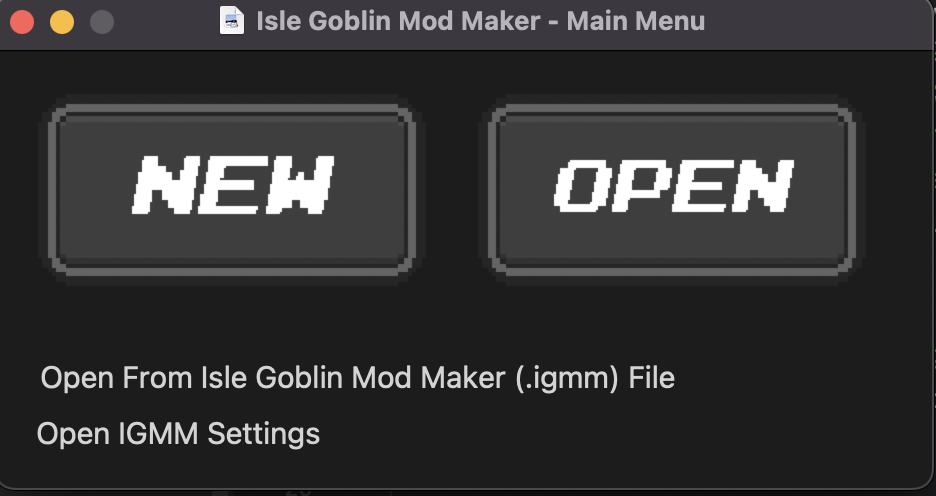 Isle Goblin Mod Maker - Main Menu
NEW
OPEN
Open From Isle Goblin Mod Maker (.igmm) File
Open IGMM Settings